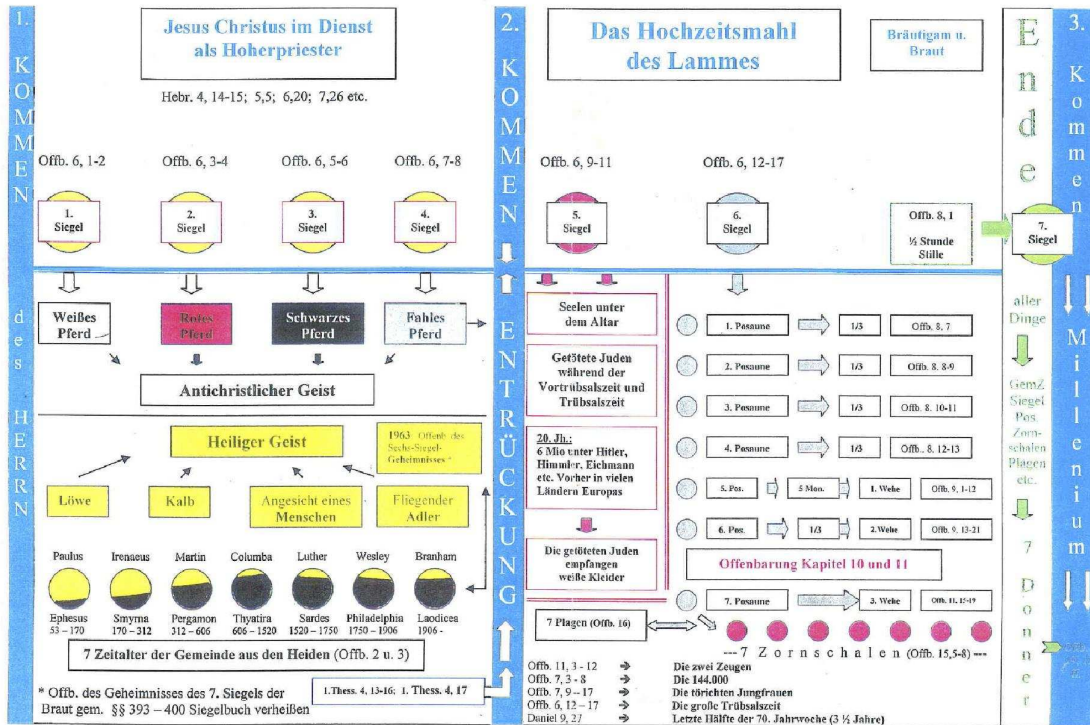 1.
KOMMEN
des
HERRN
Jesus Christus im Dienst
als Hoherpriester
Hebr. 4, 14-15; 5,5; 6,20; 7,26 etc.
Offb. 6, 1-2
Offb. 6, 3-4
Offb. 6, 5-6
Offb. 6, 7-8
1.
Siegel
2.
Siegel
3.
Siegel
4.
Siegel
Weißes
Pferd
Rotes
Pferd
Schwarzes
Pferd
Fahles
Pferd
Antichristlicher Geist
Heiliger Geist
1963 Offenb. des
Sechs-Siegel-
Geheimnisses *
Löwe
Kalb
Angesicht eines
Menschen
Fliegender
Adler
Paulus
Irenaeus
Martin
Columba
Luther
Wesley
Branham
Ephesus
53 – 170
Smyrna
170 – 312
Pergamon
312 – 606
Thyatira
606 – 1520
Sardes
1520 – 1750
Philadelphia
1750 – 1906
Laodicea
1906 -
7 Zeitalter der Gemeinde aus den Heiden (Offb. 2 u. 3)
* Offb. des Geheimnisses des 7. Siegels der
Braut gem. §§ 393 – 400 Siegelbuch verheißen
1.Thess. 4, 13-16; 1. Thess. 4, 17
2.
KOMMEN
ENTRÜCKUNG
Das Hochzeitsmahl
des Lammes
Bräutigam u.
Braut
Offb. 6, 9-11
Offb. 6, 12-17
5.
Siegel
6.
Siegel
Offb. 8, 1
½ Stunde
Stille
7.
Siegel
Seelen unter
dem Altar
Getötete Juden
während der
Vortrübsalszeit und
Trübsalszeit
20. Jh.:
6 Mio unter Hitler,
Himmler, Eichmann
etc. Vorher in vielen
Ländern Europas
Die getöteten Juden
empfangen
weiße Kleider
1. Posaune
1/3
Offb. 8, 7
2. Posaune
1/3
Offb. 8, 8-9
3. Posaune
1/3
Offb. 8. 10-11
4. Posaune
1/3
Offb. 8. 12-13
5. Pos.
5 Mon.
1. Wehe
Offb. 9, 1-12
6. Pos.
1/3
2.Wehe
Offb. 9, 13-21
Offenbarung Kapitel 10 und 11
7. Posaune
3. Wehe
Offb. 11, 15-19
7 Plagen (Offb. 16)
--- 7 Zornschalen (Offb. 15,5-8) ---
Offb. 11, 3 - 12 Die zwei Zeugen
Offb. 7, 3 - 8 Die 144.000
Offb. 7, 9 – 17 Die törichten Jungfrauen
Offb. 6, 12 – 17 Die große Trübsalszeit
Daniel 9, 27 Letzte Hälfte der 70. Jahrwoche (3 ½ Jahre)
Ende
aller
Dinge
GemZ
Siegel
Pos.
Zorn-
schalen
Plagen
etc.
7 Donner
3.
Kommen
Millenium